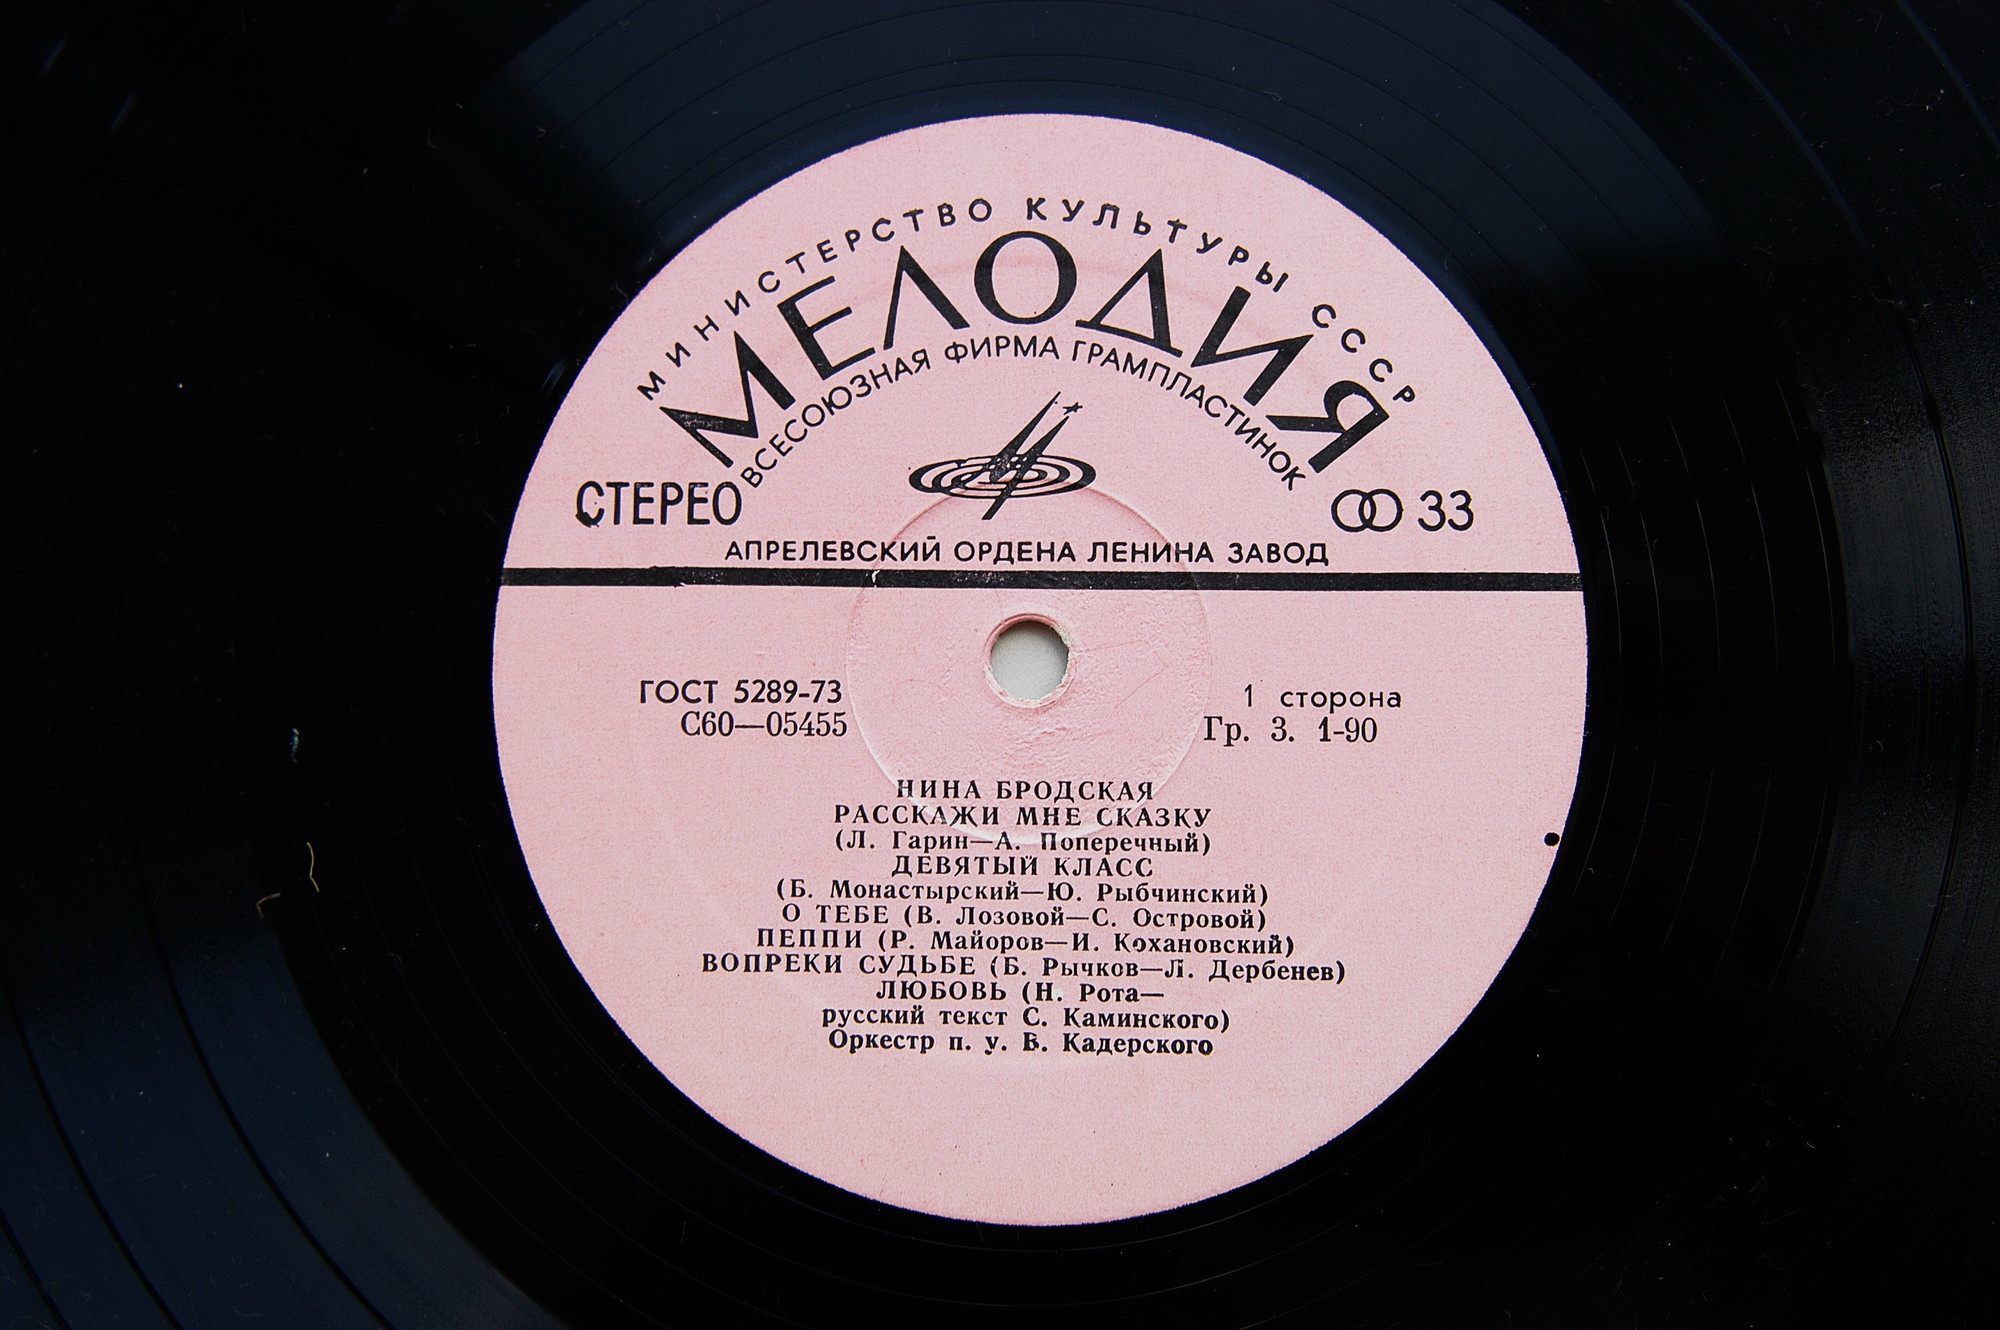 МИНИСТЕРСТВО КУЛЬТУРЫ СССР
МЕЛОДИЯ
ВСЕСОЮЗНАЯ ФИРМА ГРАМПЛАСТИНОК
СТЕРЕО 33
АПРЕЛЕВСКИЙ ОРДЕНА ЛЕНИНА ЗАВОД
ГОСТ 5289-73 1 сторона
С60—05455 Гр. 3. 1-90
НИНА БРОДСКАЯ
РАССКАЖИ МНЕ СКАЗКУ
(Л. Гарин—А. Поперечный)
ДЕВЯТЫЙ КЛАСС
(Б. Монастырский—Ю. Рыбчинский)
О ТЕБЕ (В. Лозовой—С. Островой)
ПЕППИ (Р. Майоров—И. Кохановский)
ВОПРЕКИ СУДЬБЕ (Б. Рычков—Л. Дербенев)
ЛЮБОВЬ (Н. Рота—
русский текст С. Каминского)
Оркестр п. у. В. Кадерского